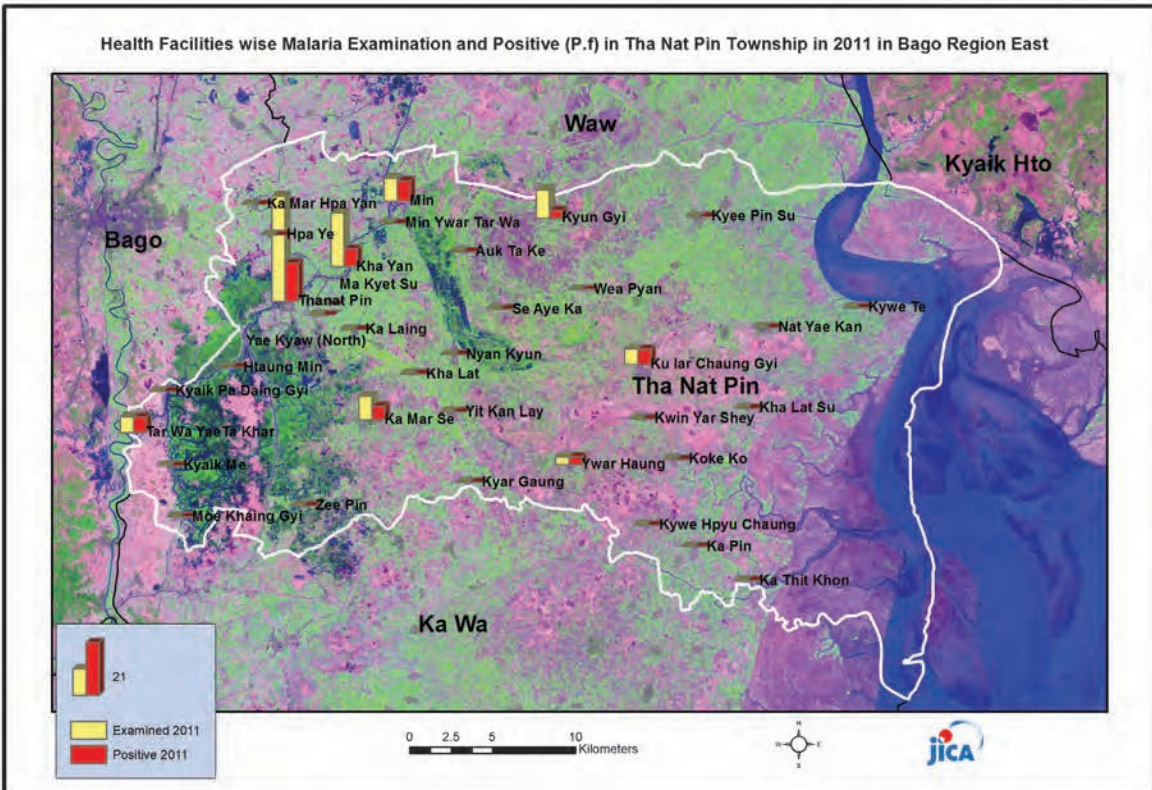 Health Facilities wise Malaria Examination and Positive (P.f) in Tha Nat Pin Township in 2011 in Bago Region East
Waw
Kyaik Hto
Min
Ka Mar Hpa Yan
Kyun Gyi
Kyee Pin Su
Min Ywar Tar Wa
Bago
Hpa Ye
Auk Ta Ke
Kha Yan
Ma Kyet Su
Wea Pyan
Thanat Pin
Se Aye Ka
Kywe Te
Ka Laing
Nat Yae Kan
Yae Kyaw (North)
Nyan Kyun
Htaung Min
Ku lar Chaung Gyi
Kha Lat
Tha Nat Pin
Kyaik Pa Daing Gyi
Ka Mar Se
Yit Kan Lay
Kha Lat Su
Kwin Yar Shey
Tar Wa YaeTa Khar
Kyaik Me
Ywar Haung
Koke Ko
Kyar Gaung
Zee Pin
Moe Khaing Gyi
Kywe Hpyu Chaung
Ka Pin
Ka Thit Khon
Ka Wa
21
Examined 2011
Positive 2011
0 2.5 5 10
Kilometers
N
W E
S
JICA